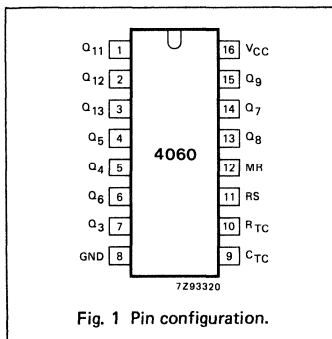 Q11 1 16 VCC
Q12 2 15 Q9
Q13 3 14 Q7
Q5 4 13 Q8
4060
Q4 5 12 MR
Q6 6 11 RS
Q3 7 10 RTC
GND 8 9 CTC
7Z93320
Fig. 1 Pin configuration.